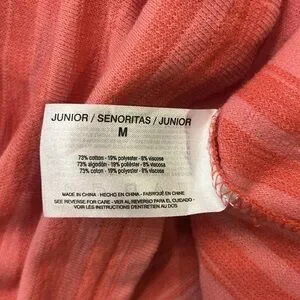 JUNIOR / SENORITAS / JUNIOR
M
73% cotton - 19% polyester - 8% viscose
73% algodón - 19% poliéster - 8% viscosa
73% coton - 19% polyester - 8% viscose
MADE IN CHINA - HECHO EN CHINA - FABRIQUÉ EN CHINE
SEE REVERSE FOR CARE - VER AL REVERSO PARA EL CUIDADO -
VOIR LES INSTRUCTIONS D'ENTRETIEN AU DOS